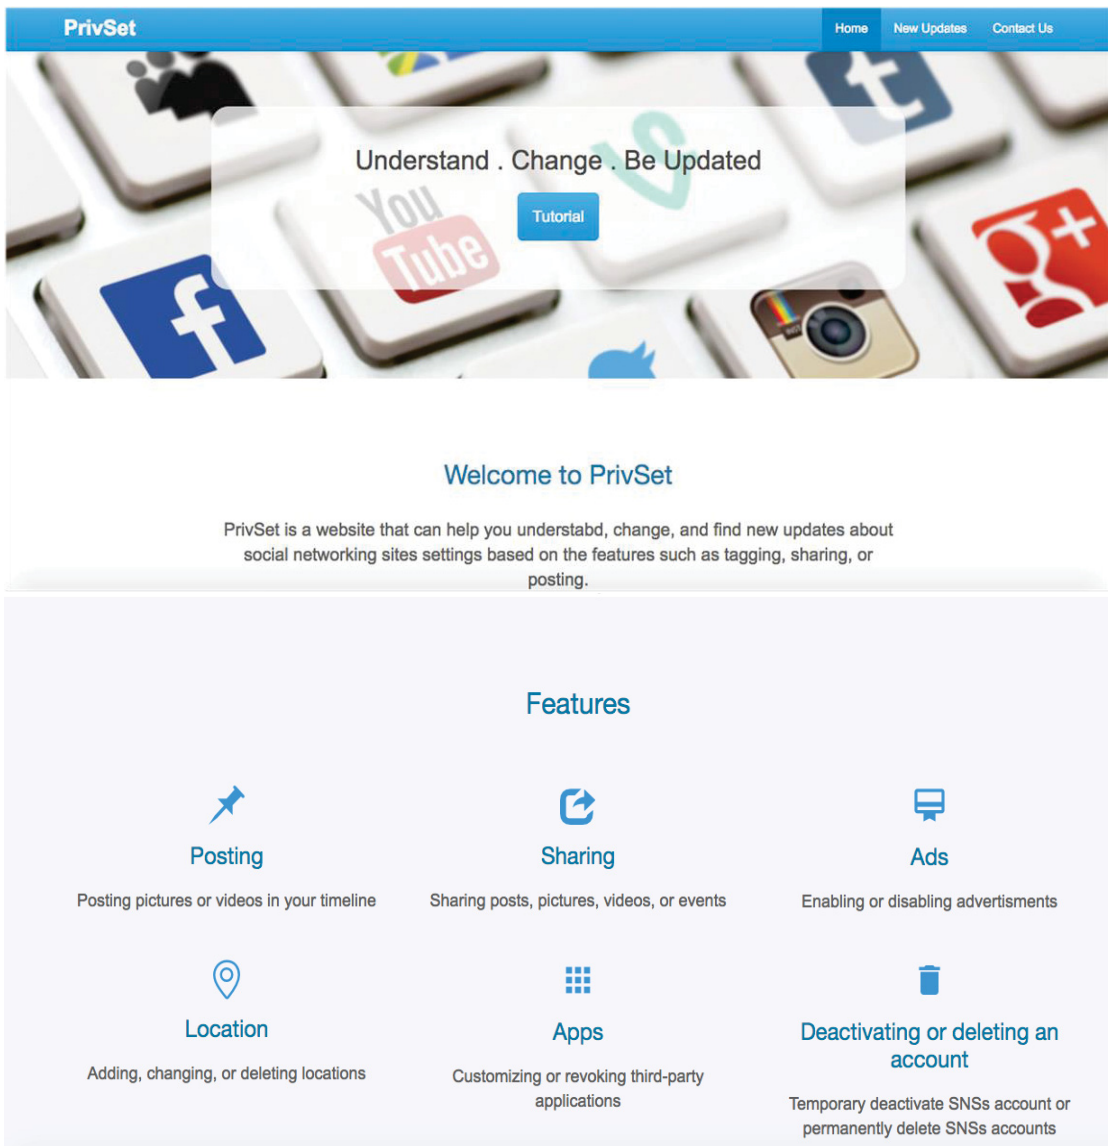 PrivSet
Home New Updates Contact Us
Understand . Change . Be Updated
You
Tube
Tutorial
Welcome to PrivSet
PrivSet is a website that can help you understabd, change, and find new updates about
social networking sites settings based on the features such as tagging, sharing, or
posting.
Features
Posting Sharing Ads
Posting pictures or videos in your timeline Sharing posts, pictures, videos, or events Enabling or disabling advertisments
Location Apps Deactivating or deleting an
account
Adding, changing, or deleting locations Customizing or revoking third-party
applications
Temporary deactivate SNSs account or
permanently delete SNSs accounts